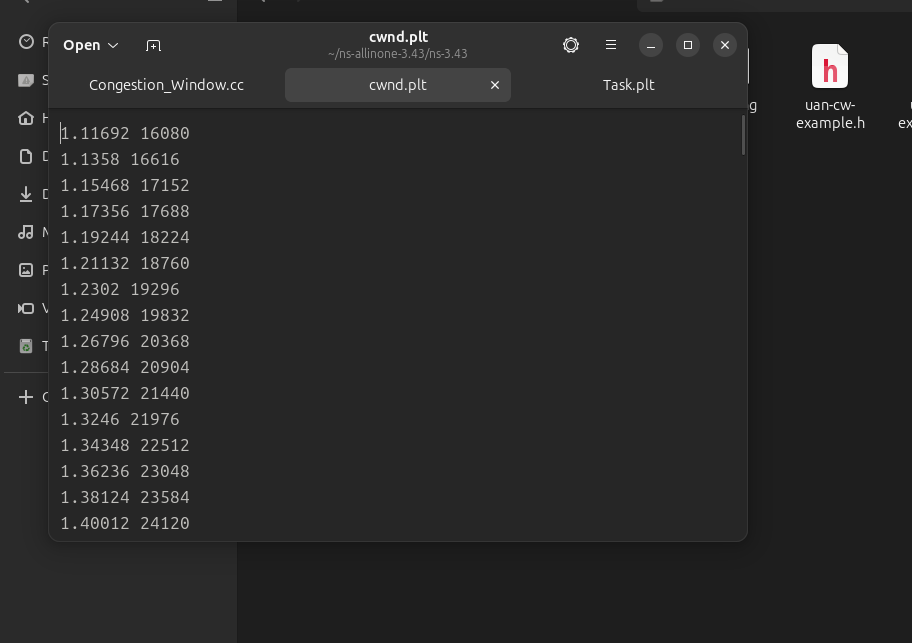 Open
cwnd.plt
~/ns-allinone-3.43/ns-3.43
Congestion_Window.cc
cwnd.plt
Task.plt
1.11692 16080
1.1358 16616
1.15468 17152
1.17356 17688
1.19244 18224
1.21132 18760
1.2302 19296
1.24908 19832
1.26796 20368
1.28684 20904
1.30572 21440
1.3246 21976
1.34348 22512
1.36236 23048
1.38124 23584
1.40012 24120
uan-cw-
example.h